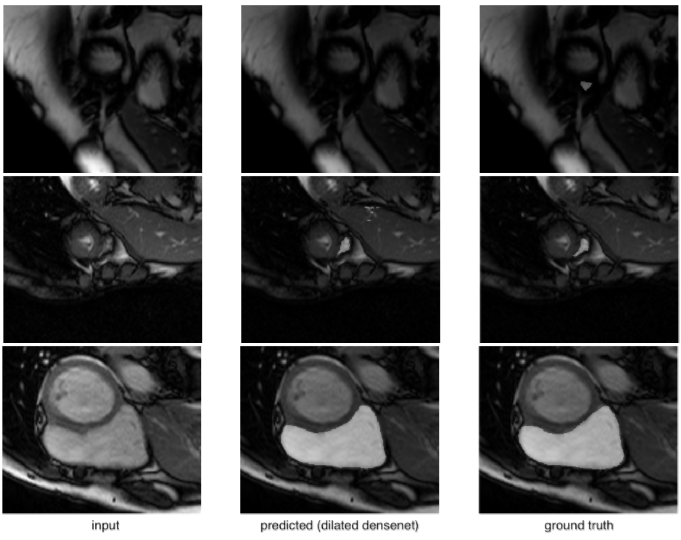 input
predicted (dilated densenet)
ground truth